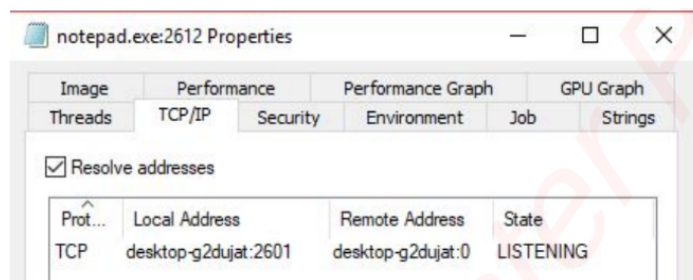 notepad.exe:2612 Properties
Image Performance Performance Graph GPU Graph
Threads TCP/IP Security Environment Job Strings
Resolve addresses
Prot... Local Address Remote Address State
TCP desktop-g2dujat:2601 desktop-g2dujat:0 LISTENING